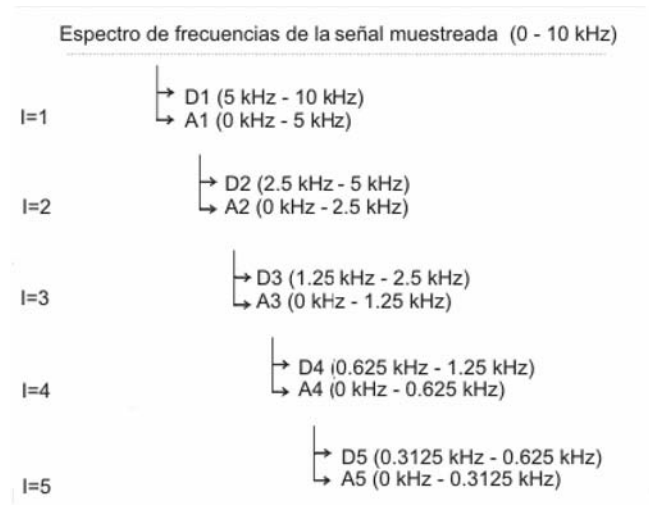 Espectro de frecuencias de la señal muestreada (0 - 10 kHz)
D1 (5 kHz - 10 kHz)
l=1
A1 (0 kHz - 5 kHz)
D2 (2.5 kHz - 5 kHz)
l=2
A2 (0 kHz - 2.5 kHz)
D3 (1.25 kHz - 2.5 kHz)
l=3
A3 (0 kHz - 1.25 kHz)
D4 (0.625 kHz - 1.25 kHz)
l=4
A4 (0 kHz - 0.625 kHz)
D5 (0.3125 kHz - 0.625 kHz)
l=5
A5 (0 kHz - 0.3125 kHz)